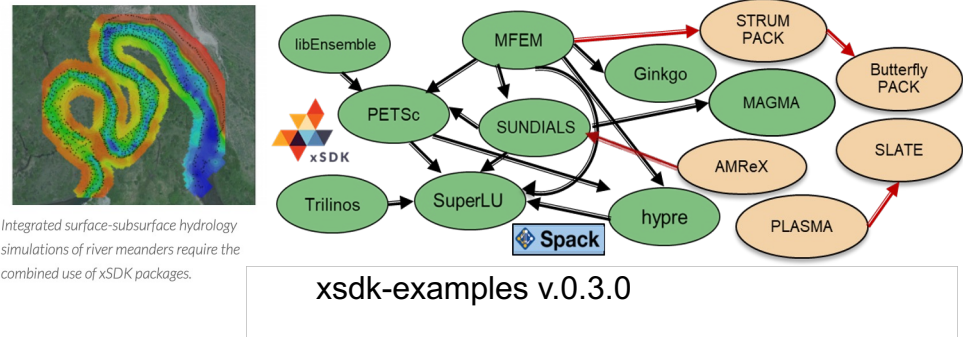 libEnsemble
MFEM
STRUM
PACK
Ginkgo
Butterfly
PACK
PETSc
SUNDIALS
MAGMA
xSDK
SLATE
AMReX
Trilinos
SuperLU
hypre
PLASMA
Spack
Integrated surface-subsurface hydrology
simulations of river meanders require the
combined use of xSDK packages.
xsdk-examples v.0.3.0